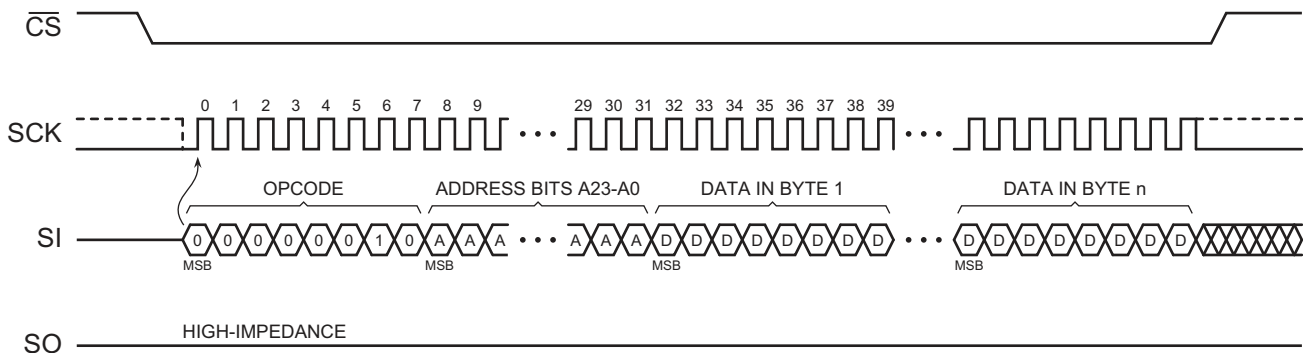 CS
0 1 2 3 4 5 6 7 8 9 29 30 31 32 33 34 35 36 37 38 39
SCK
OPCODE ADDRESS BITS A23-A0 DATA IN BYTE 1 DATA IN BYTE n
SI 0 0 0 0 0 0 1 0 A A A A A A D D D D D D D D D D D D D D D D
MSB MSB MSB MSB
HIGH-IMPEDANCE
SO